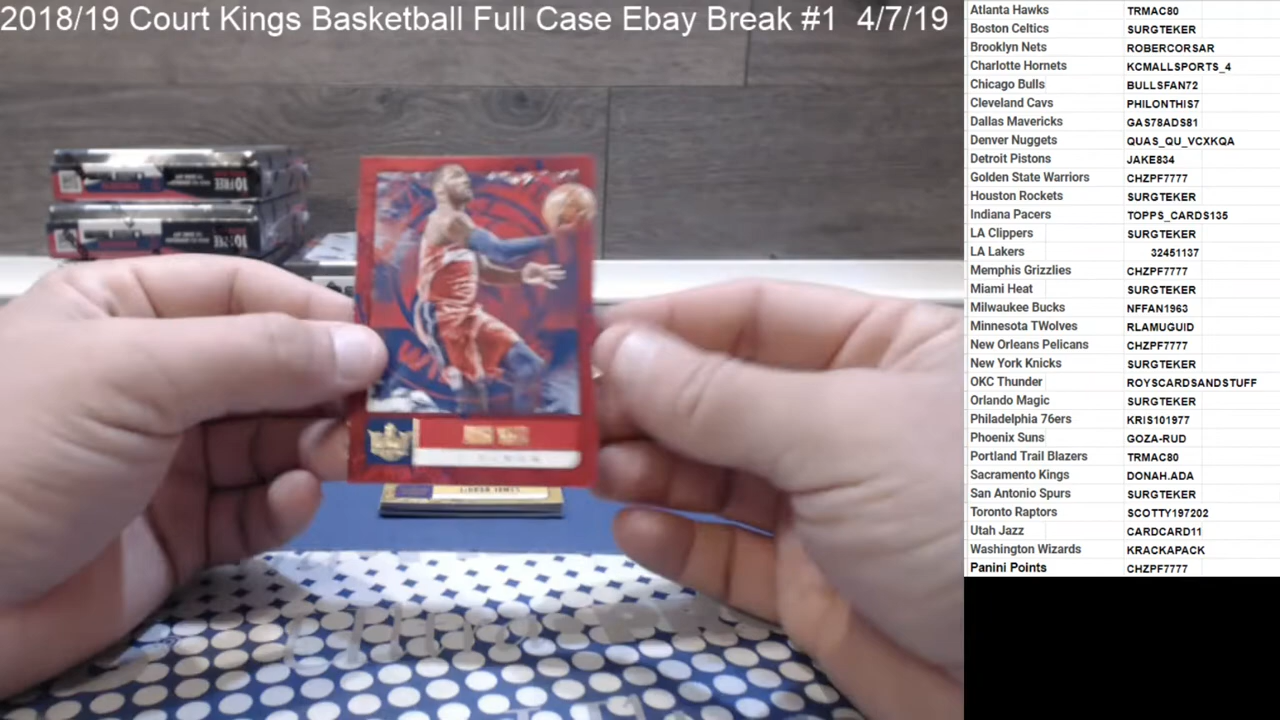 2018/19 Court Kings Basketball Full Case Ebay Break #1 4/7/19
Atlanta Hawks TRMAC80
Boston Celtics SURGTEKER
Brooklyn Nets ROBERCORSAR
Charlotte Hornets KCMALLSPORTS_4
Chicago Bulls BULLSFAN72
Cleveland Cavs PHILONTHIS7
Dallas Mavericks GAS78ADS81
Denver Nuggets QUAS_QU_VCXKQA
Detroit Pistons JAKE834
Golden State Warriors CHZPF7777
Houston Rockets SURGTEKER
Indiana Pacers TOPPS_CARDS135
LA Clippers SURGTEKER
LA Lakers 32451137
Memphis Grizzlies CHZPF7777
Miami Heat SURGTEKER
Milwaukee Bucks NFFAN1963
Minnesota TWolves RLAMUGUID
New Orleans Pelicans CHZPF7777
New York Knicks SURGTEKER
OKC Thunder ROYSCARDSANDSTUFF
Orlando Magic SURGTEKER
Philadelphia 76ers KRIS101977
Phoenix Suns GOZA-RUD
Portland Trail Blazers TRMAC80
Sacramento Kings DONAH.ADA
San Antonio Spurs SURGTEKER
Toronto Raptors SCOTTY197202
Utah Jazz CARDCARD11
Washington Wizards KRACKAPACK
Panini Points CHZPF7777